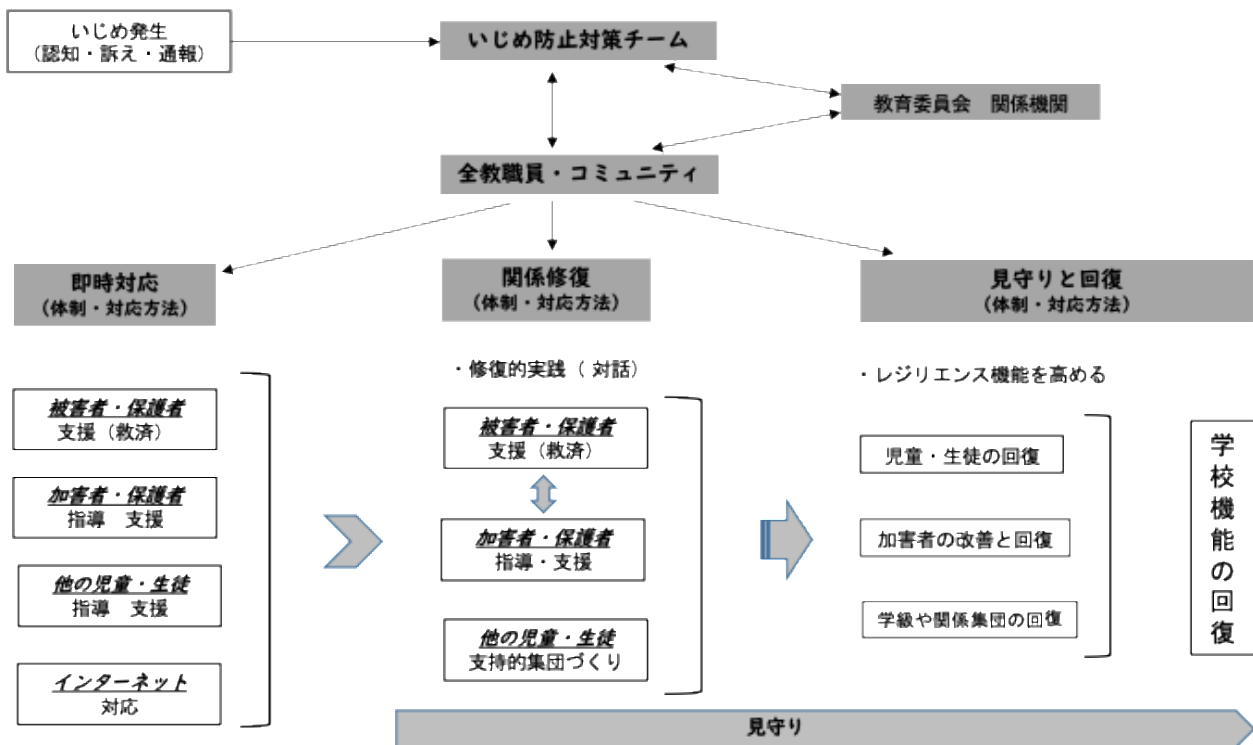 いじめ発生
（認知・訴え・通報）
いじめ防止対策チーム
教育委員会　関係機関
全教職員・コミュニティ
即時対応
（体制・対応方法）
関係修復
（体制・対応方法）
見守りと回復
（体制・対応方法）
被害者・保護者
支援（救済）
加害者・保護者
指導　支援
他の児童・生徒
指導　支援
インターネット
対応
・修復的実践（ 対話）
被害者・保護者
支援（救済）
加害者・保護者
指導・支援
他の児童・生徒
支持的集団づくり
・レジリエンス機能を高める
児童・生徒の回復
加害者の改善と回復
学級や関係集団の回復
学校機能の回復
見守り